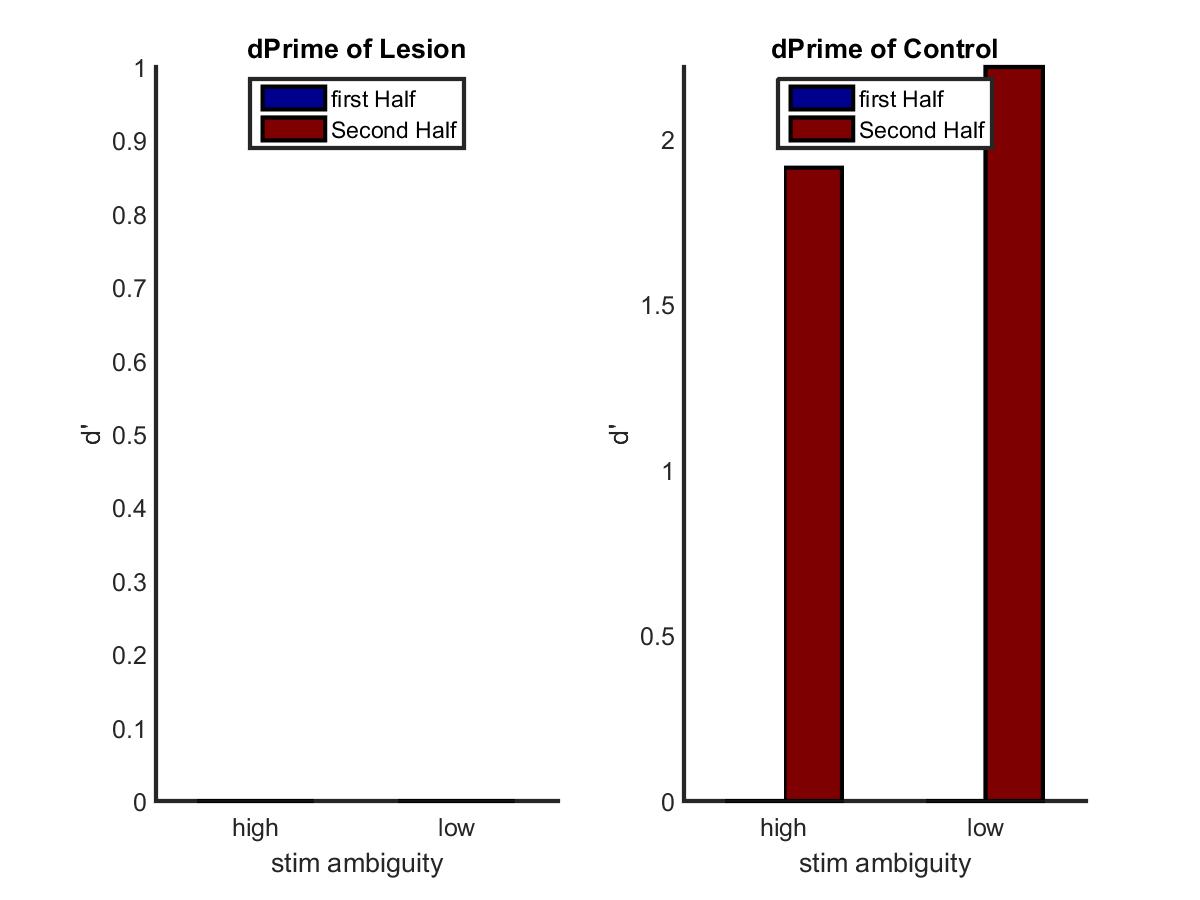 dPrime of Lesion
first Half
Second Half
1
0.9
0.8
0.7
0.6
0.5
0.4
0.3
0.2
0.1
0
d'
high low
stim ambiguity
dPrime of Control
first Half
Second Half
2
1.5
1
0.5
0
d'
high low
stim ambiguity